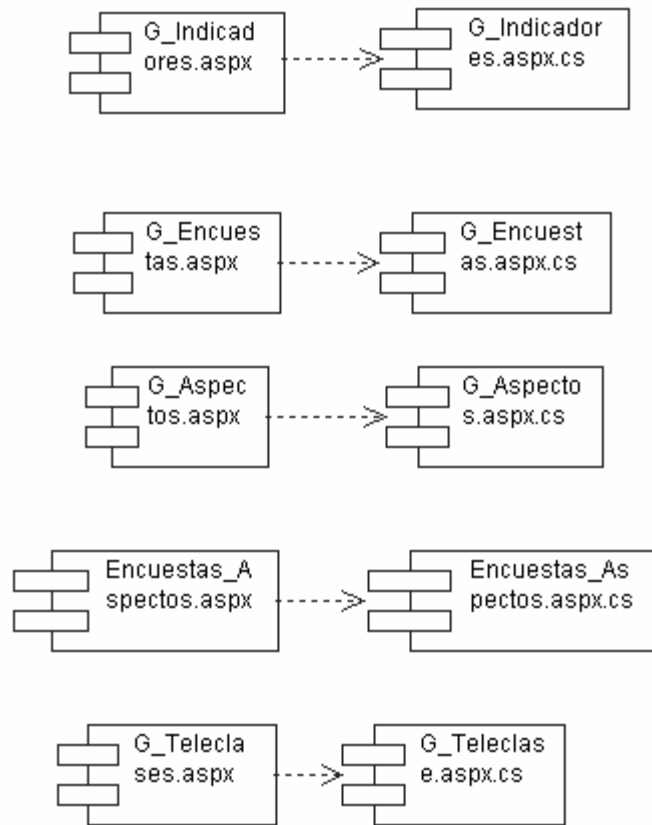 G_Indicad
ores.aspx
G_Indicador
es.aspx.cs
G_Encues
tas.aspx
G_Encuest
as.aspx.cs
G_Aspec
tos.aspx
G_Aspecto
s.aspx.cs
Encuestas_A
spectos.aspx
Encuestas_As
pectos.aspx.cs
G_Telecla
ses.aspx
G_Teleclas
e.aspx.cs